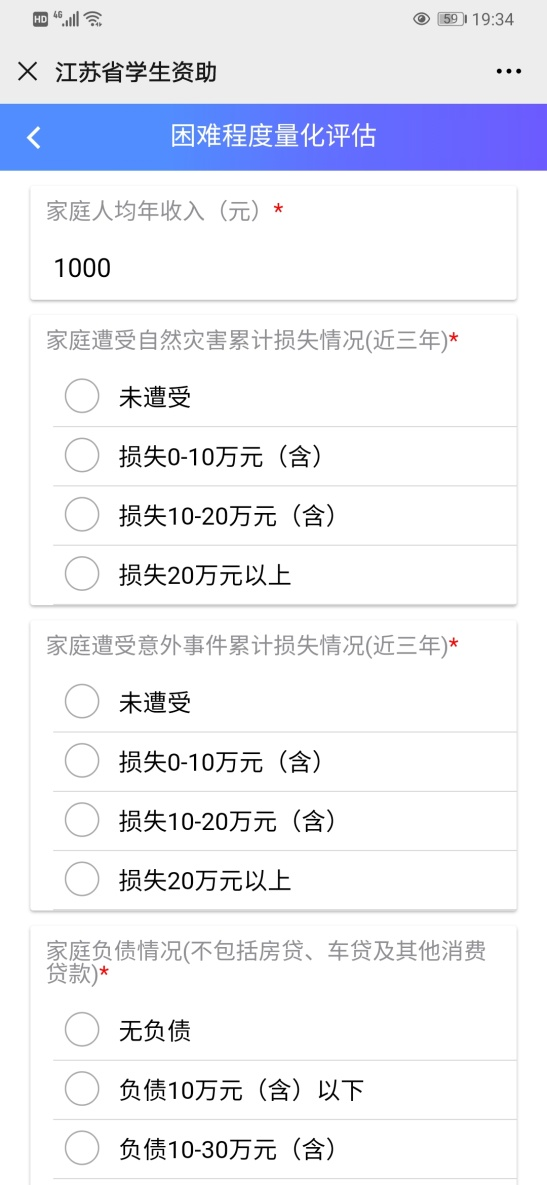 HD 4G 59 19:34
江苏省学生资助
困难程度量化评估
家庭人均年收入（元）*
1000
家庭遭受自然灾害累计损失情况(近三年)*
未遭受
损失0-10万元（含）
损失10-20万元（含）
损失20万元以上
家庭遭受意外事件累计损失情况(近三年)*
未遭受
损失0-10万元（含）
损失10-20万元（含）
损失20万元以上
家庭负债情况(不包括房贷、车贷及其他消费
贷款)*
无负债
负债10万元（含）以下
负债10-30万元（含）